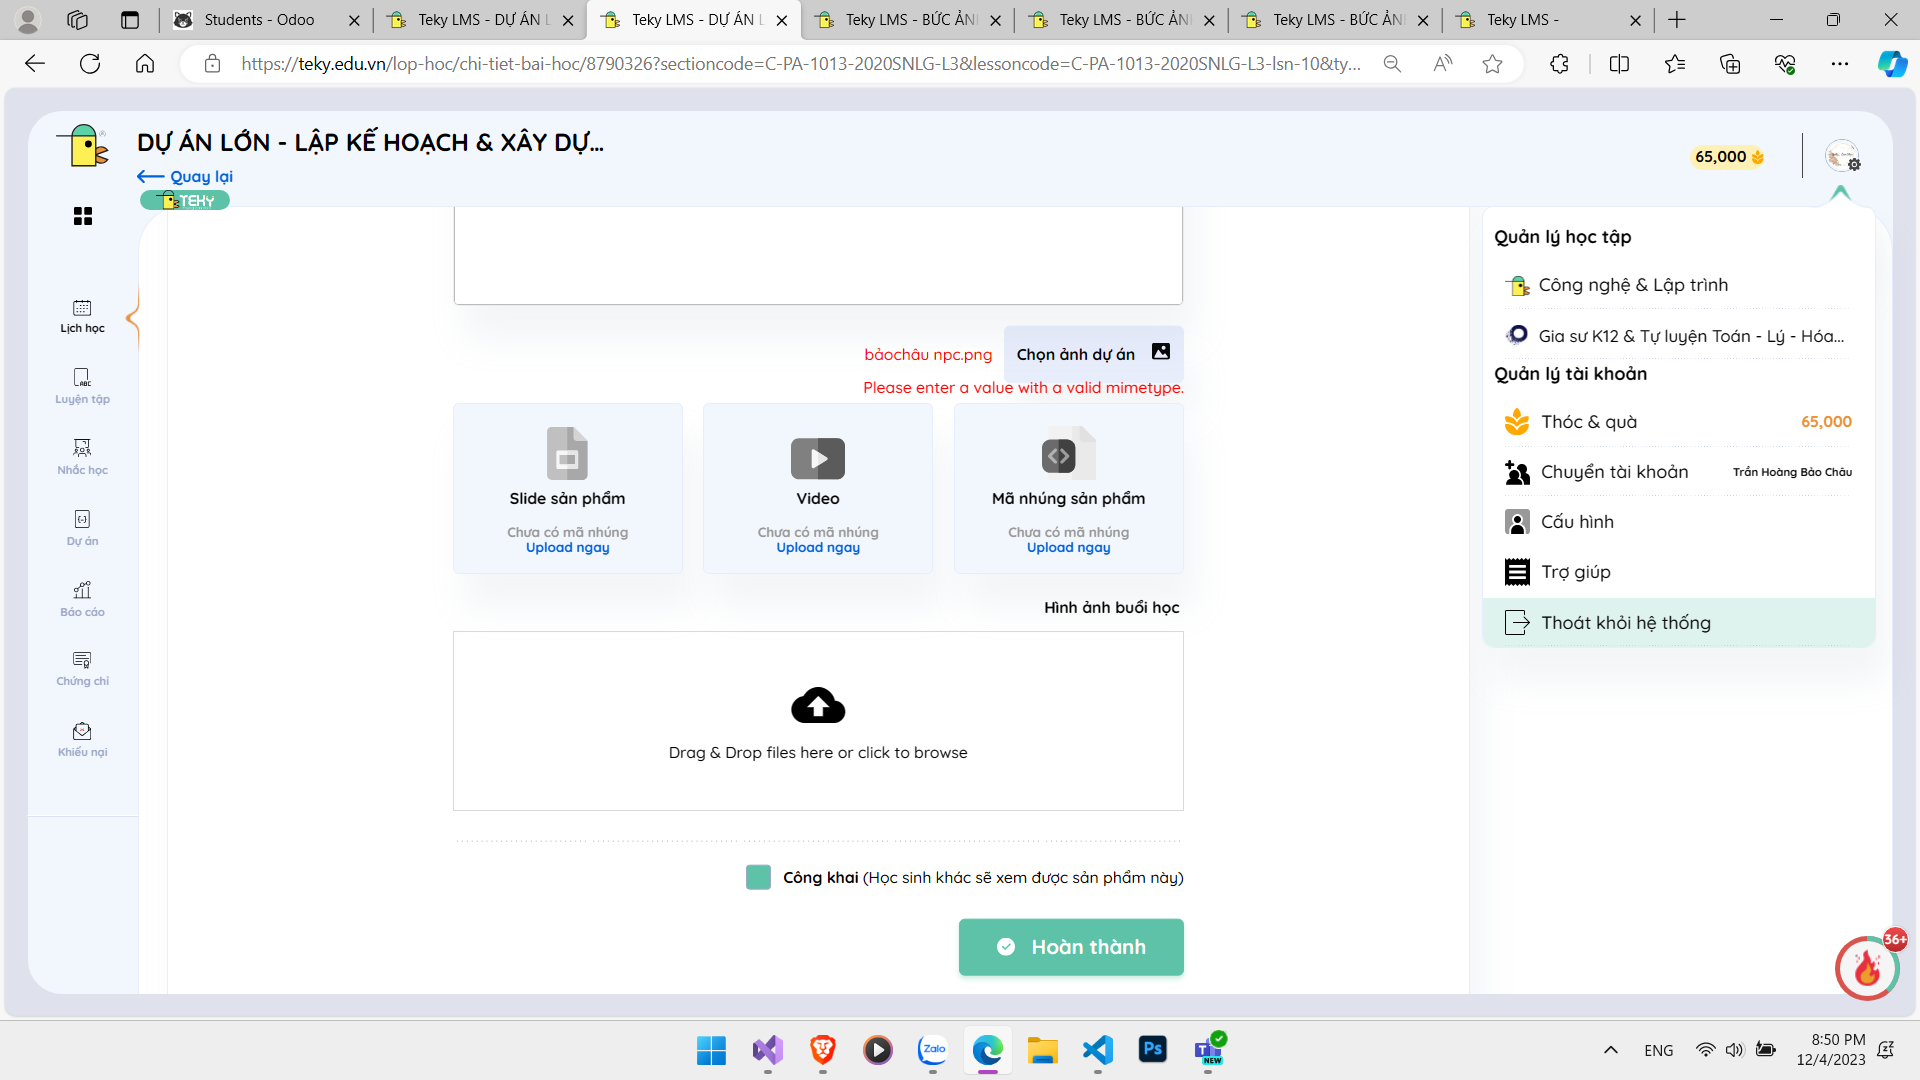 Students - Odoo
Teky LMS - DỰ ÁN L
Teky LMS - DỰ ÁN L
Teky LMS - BỨC ẢN
Teky LMS - BỨC ẢN
Teky LMS - BỨC ẢN
Teky LMS -
https://teky.edu.vn/lop-hoc/chi-tiet-bai-hoc/8790326?sectioncode=C-PA-1013-2020SNLG-L3&lessoncode=C-PA-1013-2020SNLG-L3-lsn-10&ty...
DỰ ÁN LỚN - LẬP KẾ HOẠCH & XÂY DỰ...
Quay lại
TEKY
65,000
Lịch học
Luyện tập
ABC
Nhắc học
Dự án
Báo cáo
Chứng chỉ
Khiếu nại
bảochâu npc.png
Chọn ảnh dự án
Please enter a value with a valid mimetype.
Slide sản phẩm
Chưa có mã nhúng
Upload ngay
Video
Chưa có mã nhúng
Upload ngay
Mã nhúng sản phẩm
Chưa có mã nhúng
Upload ngay
Hình ảnh buổi học
Drag & Drop files here or click to browse
Công khai (Học sinh khác sẽ xem được sản phẩm này)
Hoàn thành
Quản lý học tập
Công nghệ & Lập trình
Gia sư K12 & Tự luyện Toán - Lý - Hóa...
Quản lý tài khoản
Thóc & quà
65,000
Chuyển tài khoản
Trần Hoàng Bảo Châu
Cấu hình
Trợ giúp
Thoát khỏi hệ thống
36+
Zalo
Ps
NEW
ENG
8:50 PM
12/4/2023